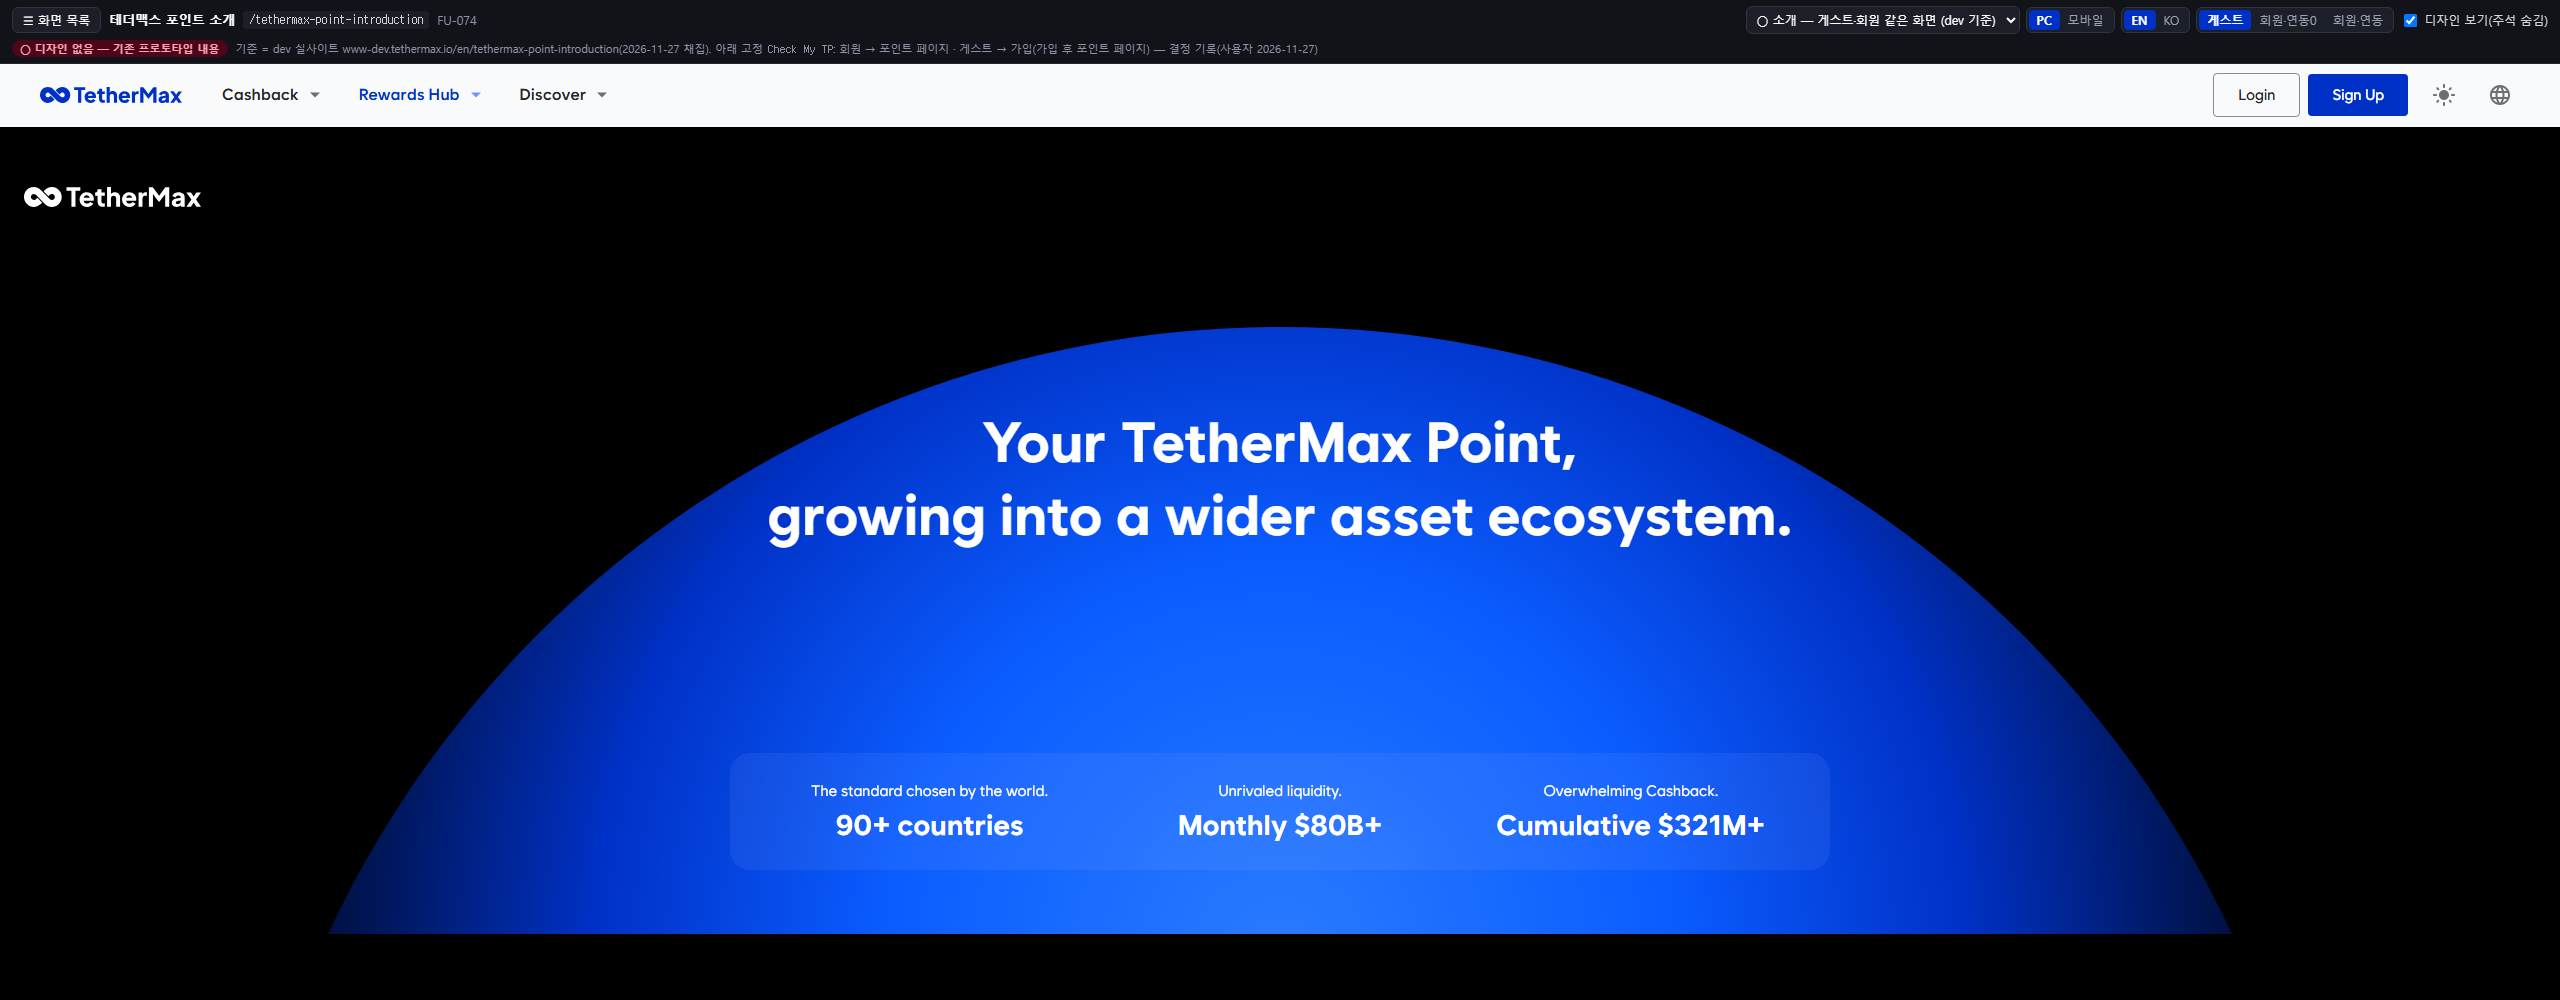 ☰ 화면 목록 테더맥스 포인트 소개 /tethermax-point-introduction FU-074
○ 소개 — 게스트·회원 같은 화면 (dev 기준) PC 모바일 EN KO 게스트 회원·연동0 회원·연동 디자인 보기(주석 숨김)
○ 디자인 없음 — 기존 프로토타입 내용 기준 = dev 실사이트 www-dev.tethermax.io/en/tethermax-point-introduction(2026-11-27 채집). 아래 고정 Check My TP: 회원 → 포인트 페이지 · 게스트 → 가입(가입 후 포인트 페이지) — 결정 기록(사용자 2026-11-27)
TetherMax Cashback Rewards Hub Discover Login Sign Up
TetherMax
Your TetherMax Point,
growing into a wider asset ecosystem.
The standard chosen by the world.
90+ countries
Unrivaled liquidity.
Monthly $80B+
Overwhelming Cashback.
Cumulative $321M+